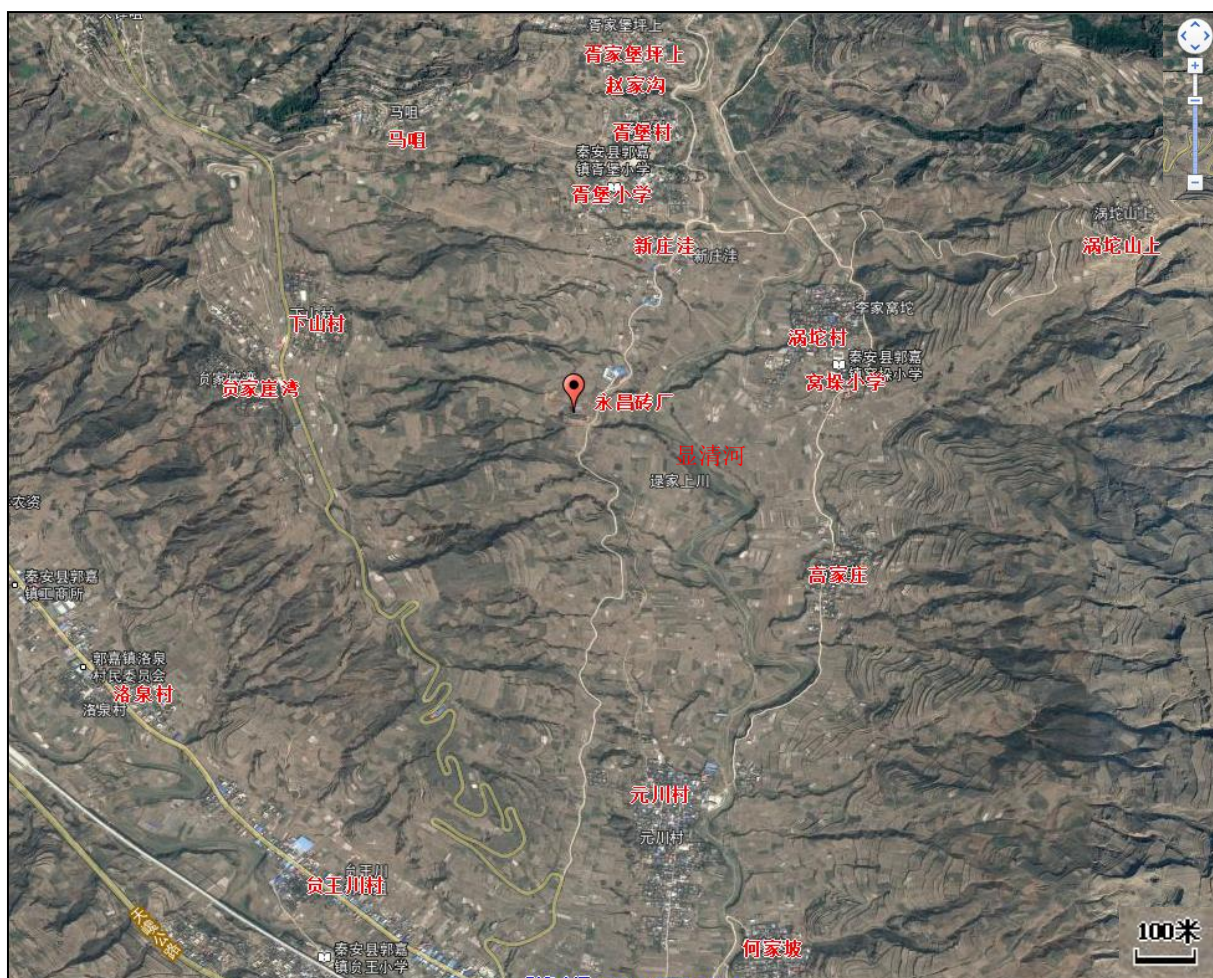 胥家堡坪上
胥家堡坪上
赵家沟
马咀
马咀
胥堡村
秦安县郭嘉
镇胥堡小学
胥堡小学
涡坨山上
涡坨山上
新庄洼
新庄洼
下山村
李家窝坨
涡坨村
秦安县郭嘉
窝垛小学
贠家崖湾
永昌砖厂
显清河
逯家上川
农资
高家庄
秦安县郭嘉
镇工商所
郭嘉镇洛泉
村民委员会
洛泉村
洛泉村
元川村
元川村
贠王川
贠王川村
天巉公路
秦安县郭嘉
镇贠王小学
何家坡
100米